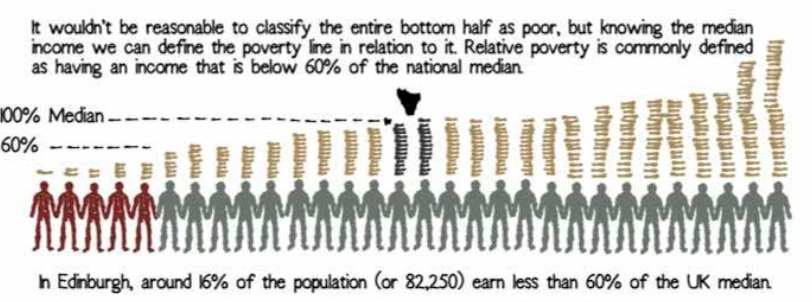 It wouldn't be reasonable to classify the entire bottom half as poor, but knowing the median
income we can define the poverty line in relation to it. Relative poverty is commonly defined
as having an income that is below 60% of the national median.
100% Median
60%
In Edinburgh, around 16% of the population (or 82,250) earn less than 60% of the UK median.